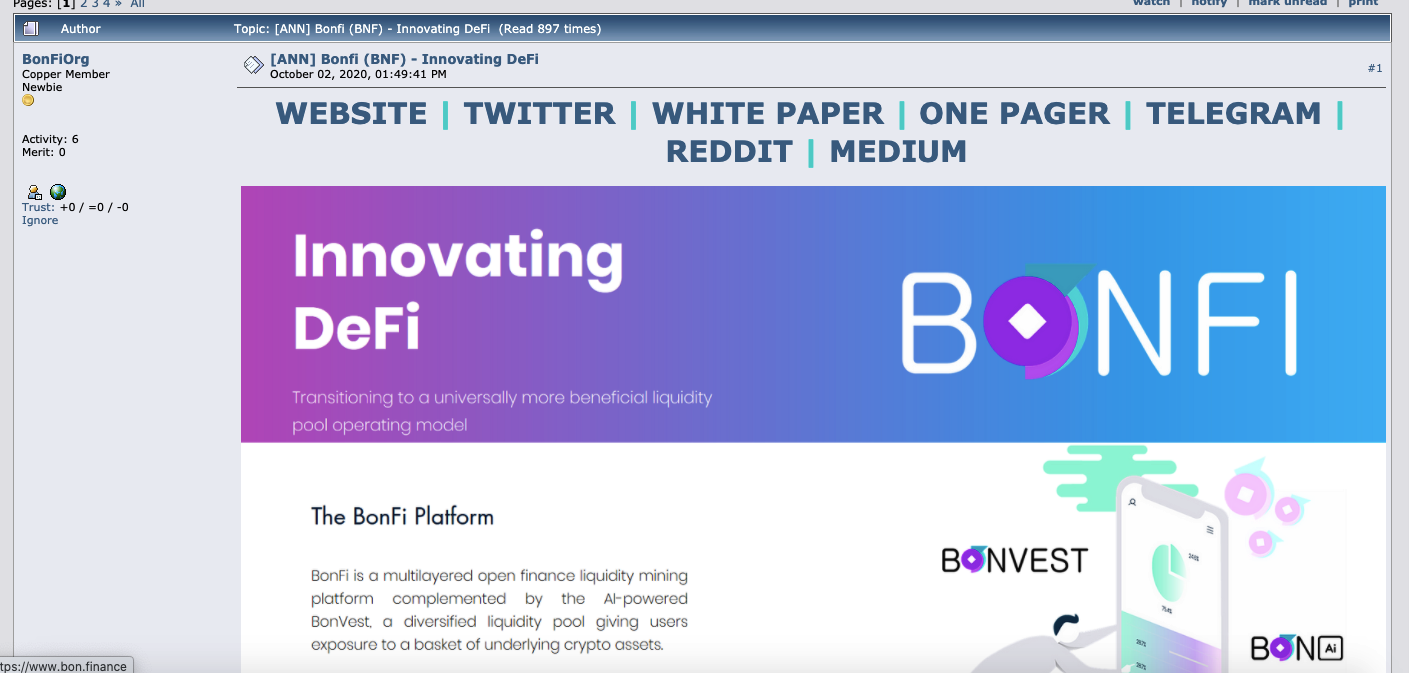 Pages: [1] 2 3 4 » All
watch | notify | mark unread | print
Author
Topic: [ANN] Bonfi (BNF) - Innovating DeFi (Read 897 times)
BonFiOrg
Copper Member
Newbie
Activity: 6
Merit: 0
Trust: +0 / =0 / -0
Ignore
[ANN] Bonfi (BNF) - Innovating DeFi
October 02, 2020, 01:49:41 PM
#1
WEBSITE | TWITTER | WHITE PAPER | ONE PAGER | TELEGRAM |
REDDIT | MEDIUM
Innovating
DeFi
Transitioning to a universally more beneficial liquidity
pool operating model
BONFI
The BonFi Platform
BonFi is a multilayered open finance liquidity mining
platform complemented by the AI-powered
BonVest, a diversified liquidity pool giving users
exposure to a basket of underlying crypto assets.
BONVEST
BON Ai
tps://www.bon.finance